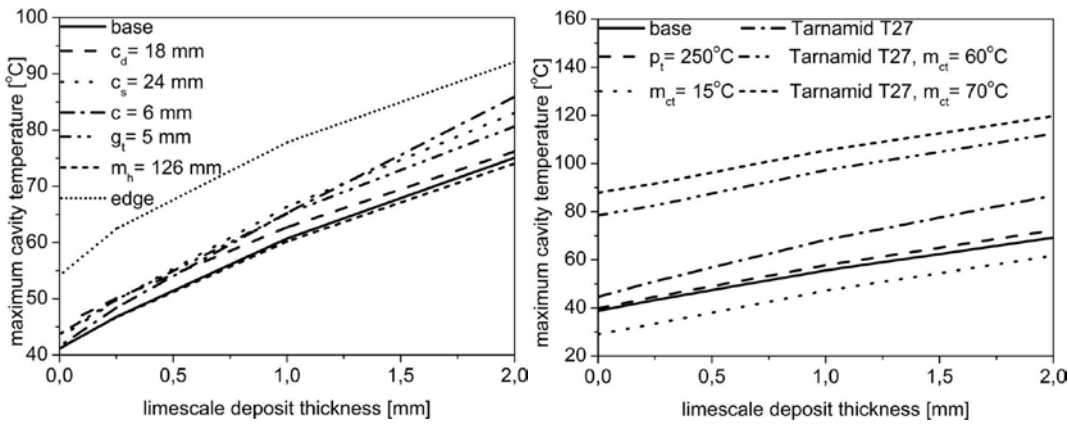 maximum cavity temperature [°C]
100
90
80
70
60
50
40
base
c_d= 18 mm
c_s= 24 mm
c = 6 mm
g_t= 5 mm
m_h= 126 mm
edge
0,0
0,5
1,0
1,5
2,0
limescale deposit thickness [mm]
maximum cavity temperature [°C]
160
140
120
100
80
60
40
20
base
p_t= 250°C
m_ct= 15°C
Tarnamid T27
Tarnamid T27, m_ct= 60°C
Tarnamid T27, m_ct= 70°C
0,0
0,5
1,0
1,5
2,0
limescale deposit thickness [mm]